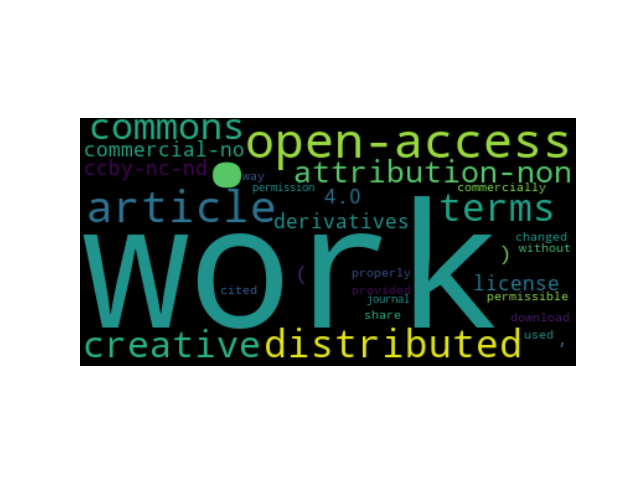 commons
open-access
commercial-no
ccby-nc-nd
.
way
attribution-non
permission
commercially
article
4.0
derivatives
terms
work
changed
)
without
(
properly
cited
provided
license
journal
permissible
share
download
creative
distributed
used
,